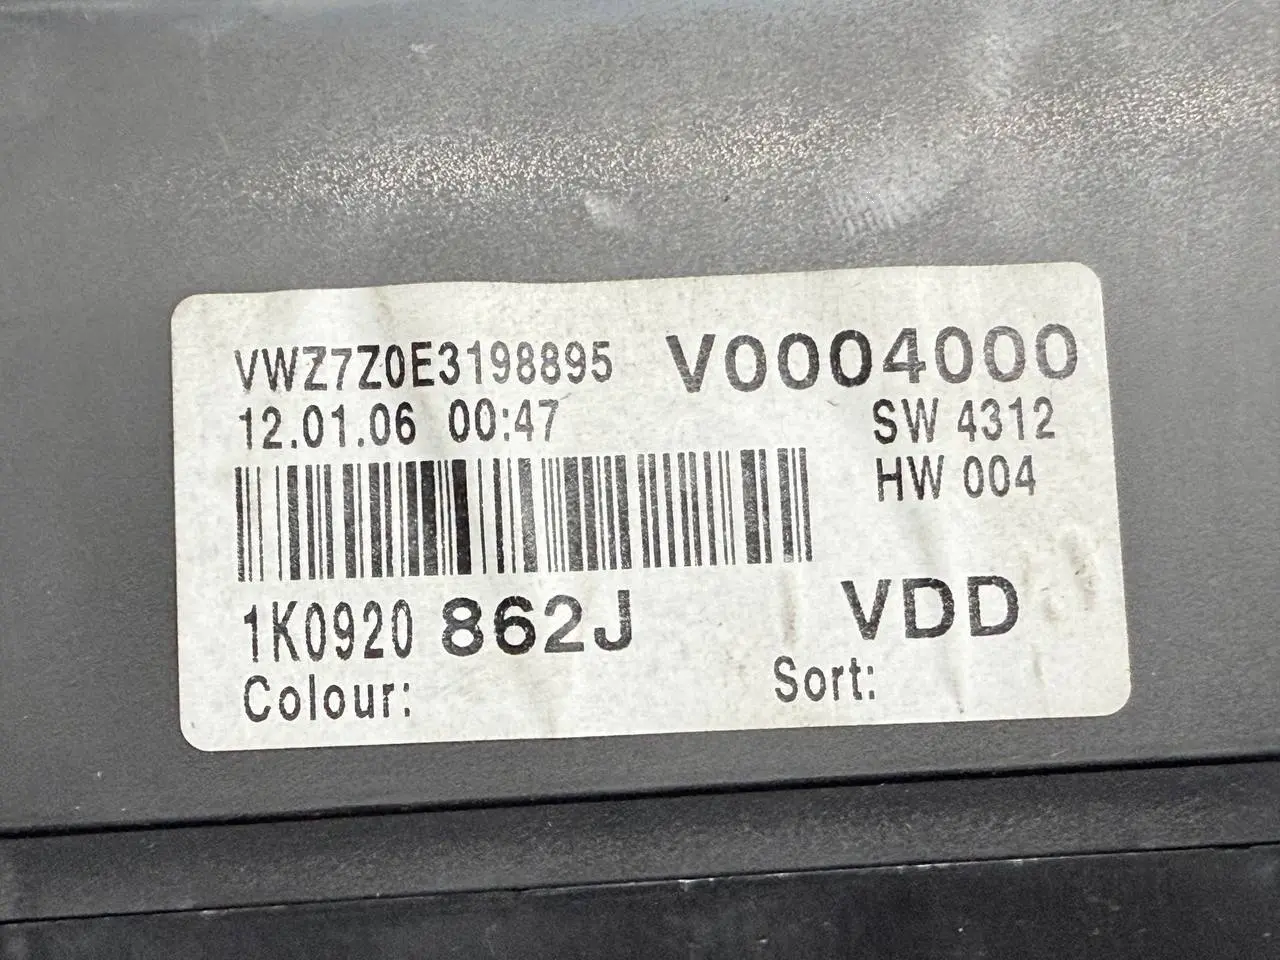 VWZ7Z0E3198895 V0004000
12.01.06 00:47 SW 4312
HW 004
1K0920 862J VDD
Colour: Sort: